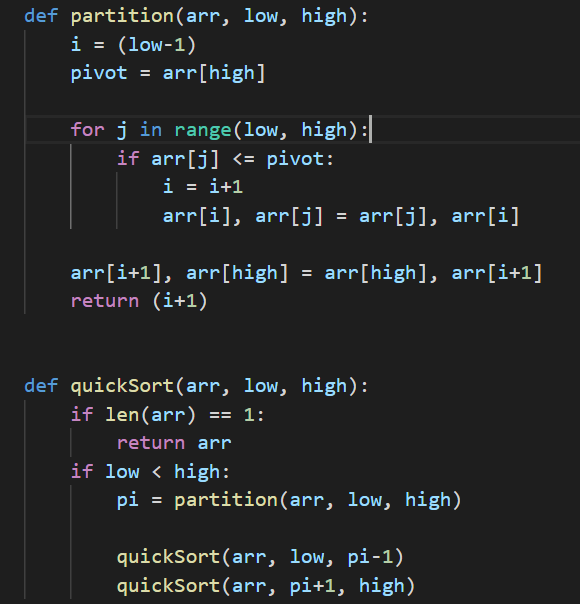 def partition(arr, low, high):
    i = (low-1)
    pivot = arr[high]

    for j in range(low, high):
        if arr[j] <= pivot:
            i = i+1
            arr[i], arr[j] = arr[j], arr[i]

    arr[i+1], arr[high] = arr[high], arr[i+1]
    return (i+1)


def quickSort(arr, low, high):
    if len(arr) == 1:
        return arr
    if low < high:
        pi = partition(arr, low, high)

        quickSort(arr, low, pi-1)
        quickSort(arr, pi+1, high)